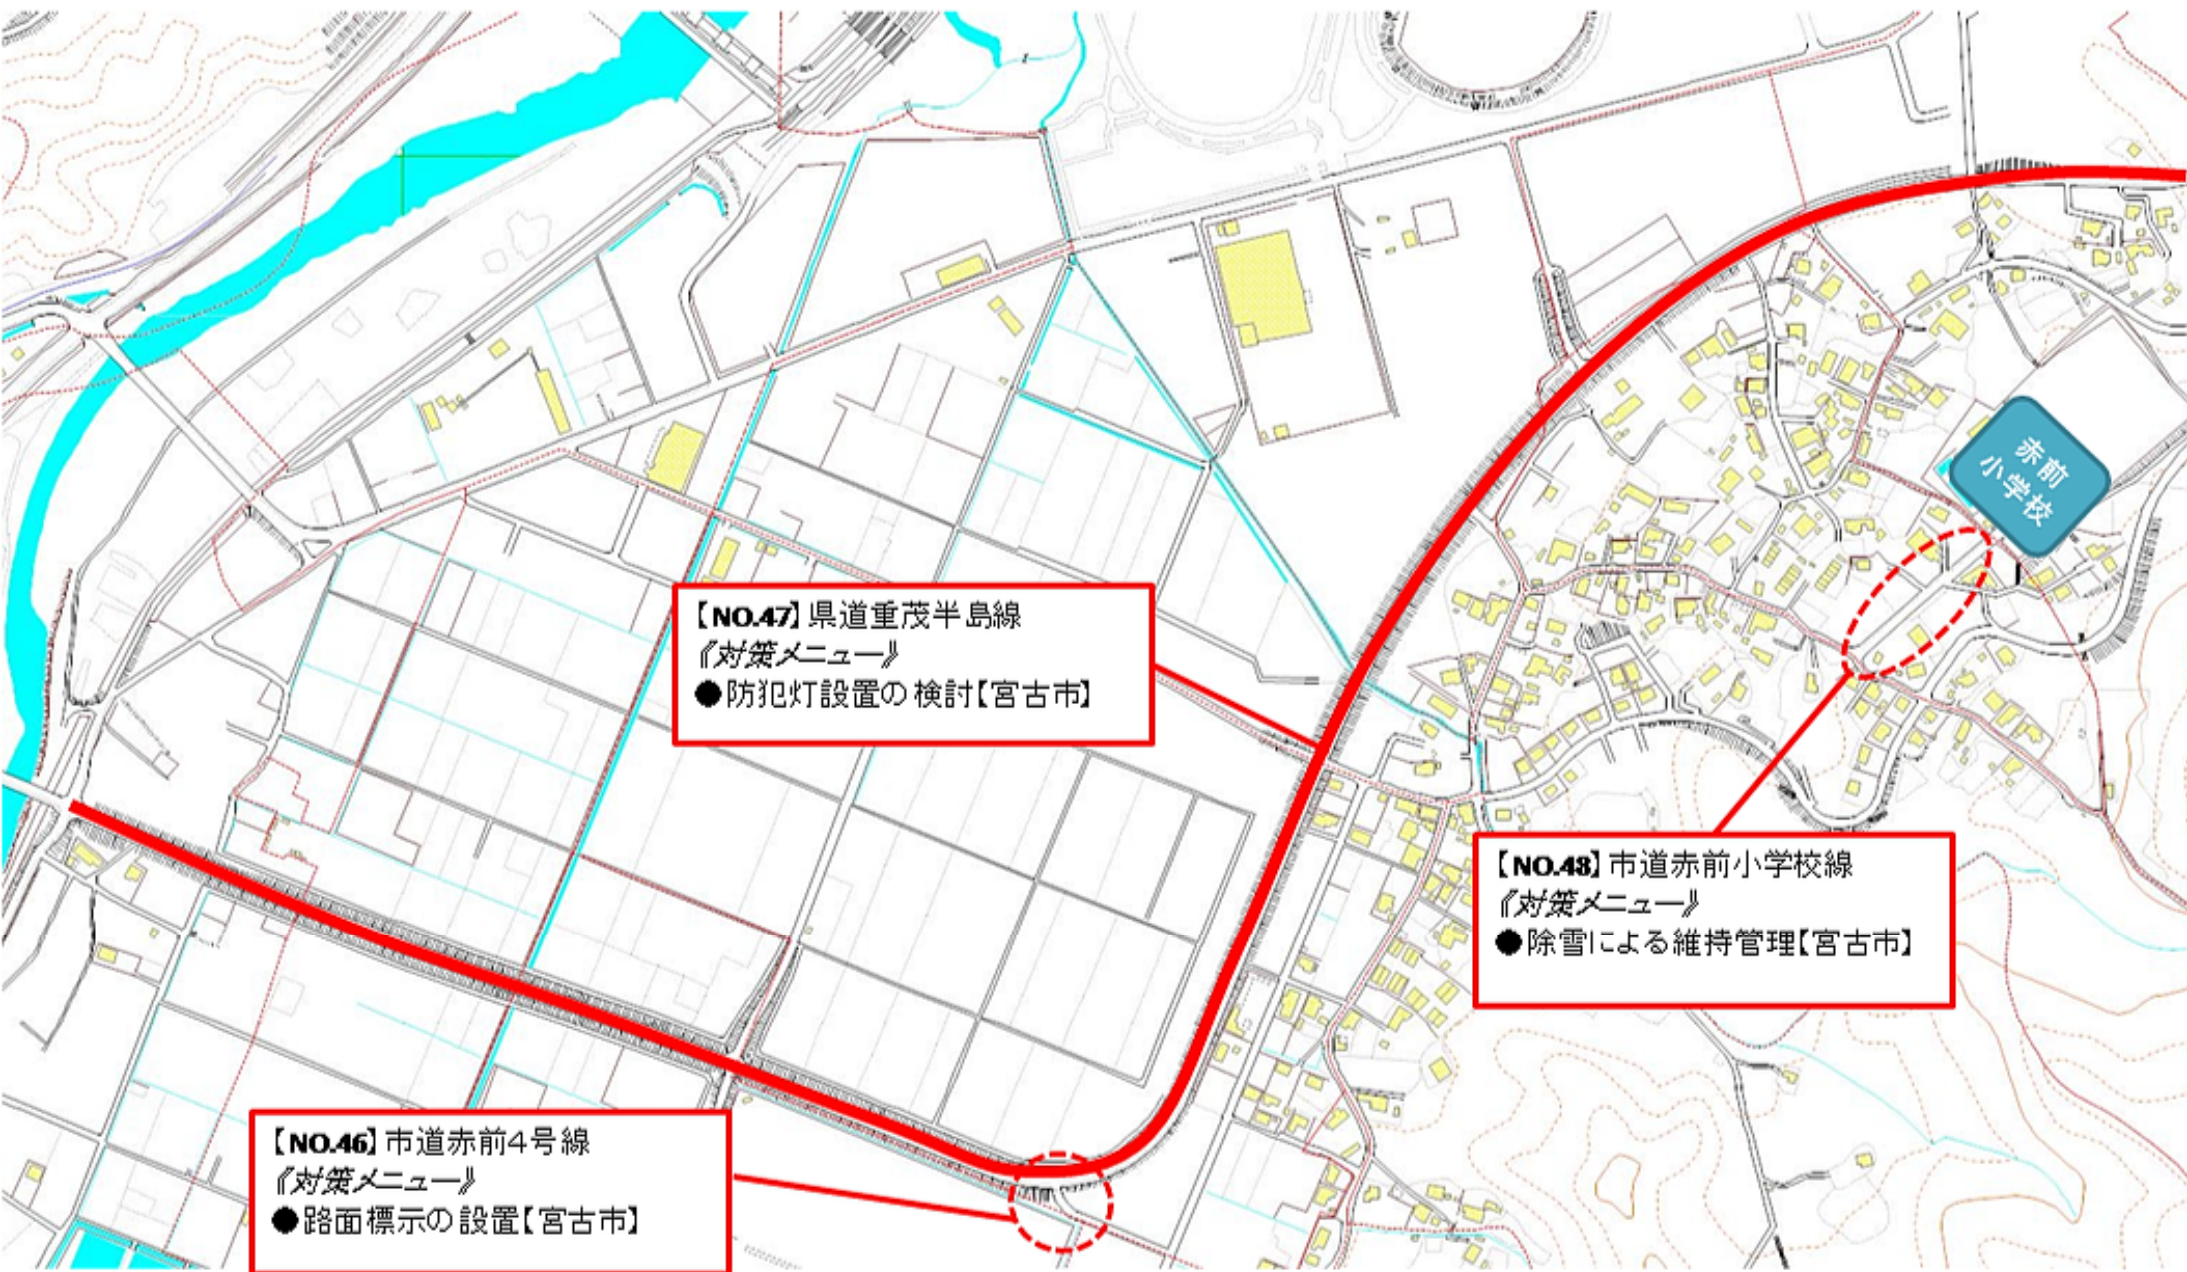 赤前
小学校
【NO.47】県道重茂半島線
《対策メニュー》
●防犯灯設置の検討【宮古市】
【NO.48】市道赤前小学校線
《対策メニュー》
●除雪による維持管理【宮古市】
【NO.46】市道赤前4号線
《対策メニュー》
●路面標示の設置【宮古市】